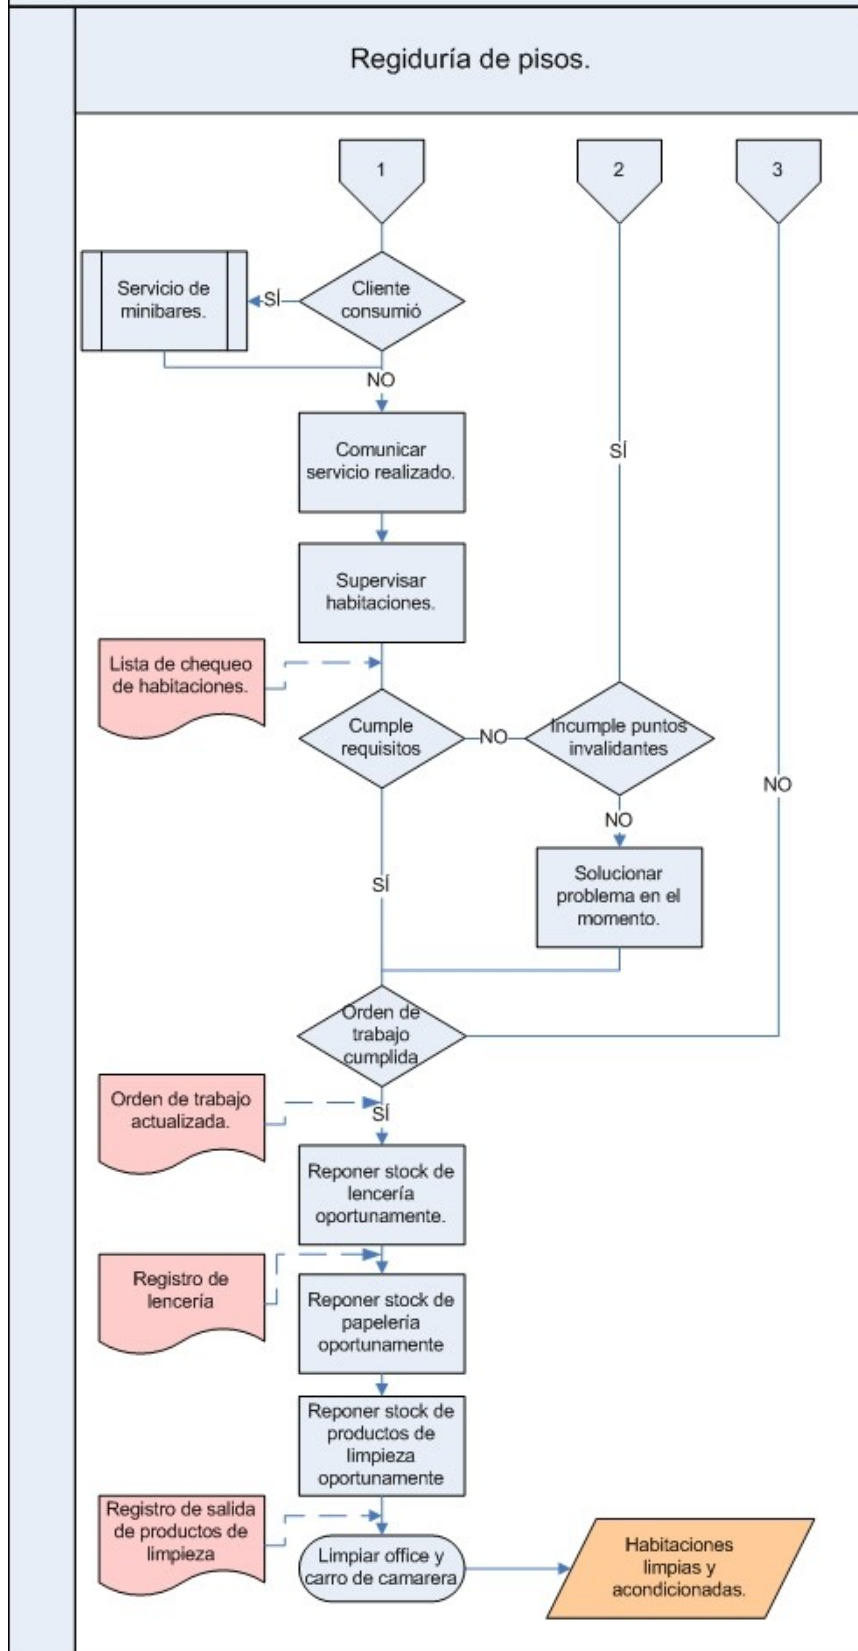 Regiduría de pisos.
1
2
3
Servicio de
minibares.
SÍ
Cliente
consumió
NO
Comunicar
servicio realizado.
SÍ
Supervisar
habitaciones.
Lista de chequeo
de habitaciones.
Cumple
requisitos
NO
Incumple puntos
invalidantes
NO
NO
Solucionar
problema en el
momento.
SÍ
Orden de
trabajo
cumplida
Orden de trabajo
actualizada.
SÍ
Reponer stock de
lencería
oportunamente.
Registro de
lencería
Reponer stock de
papelería
oportunamente
Reponer stock de
productos de
limpieza
oportunamente
Registro de salida
de productos de
limpieza
Limpiar office y
carro de camarera
Habitaciones
limpias y
acondicionadas.